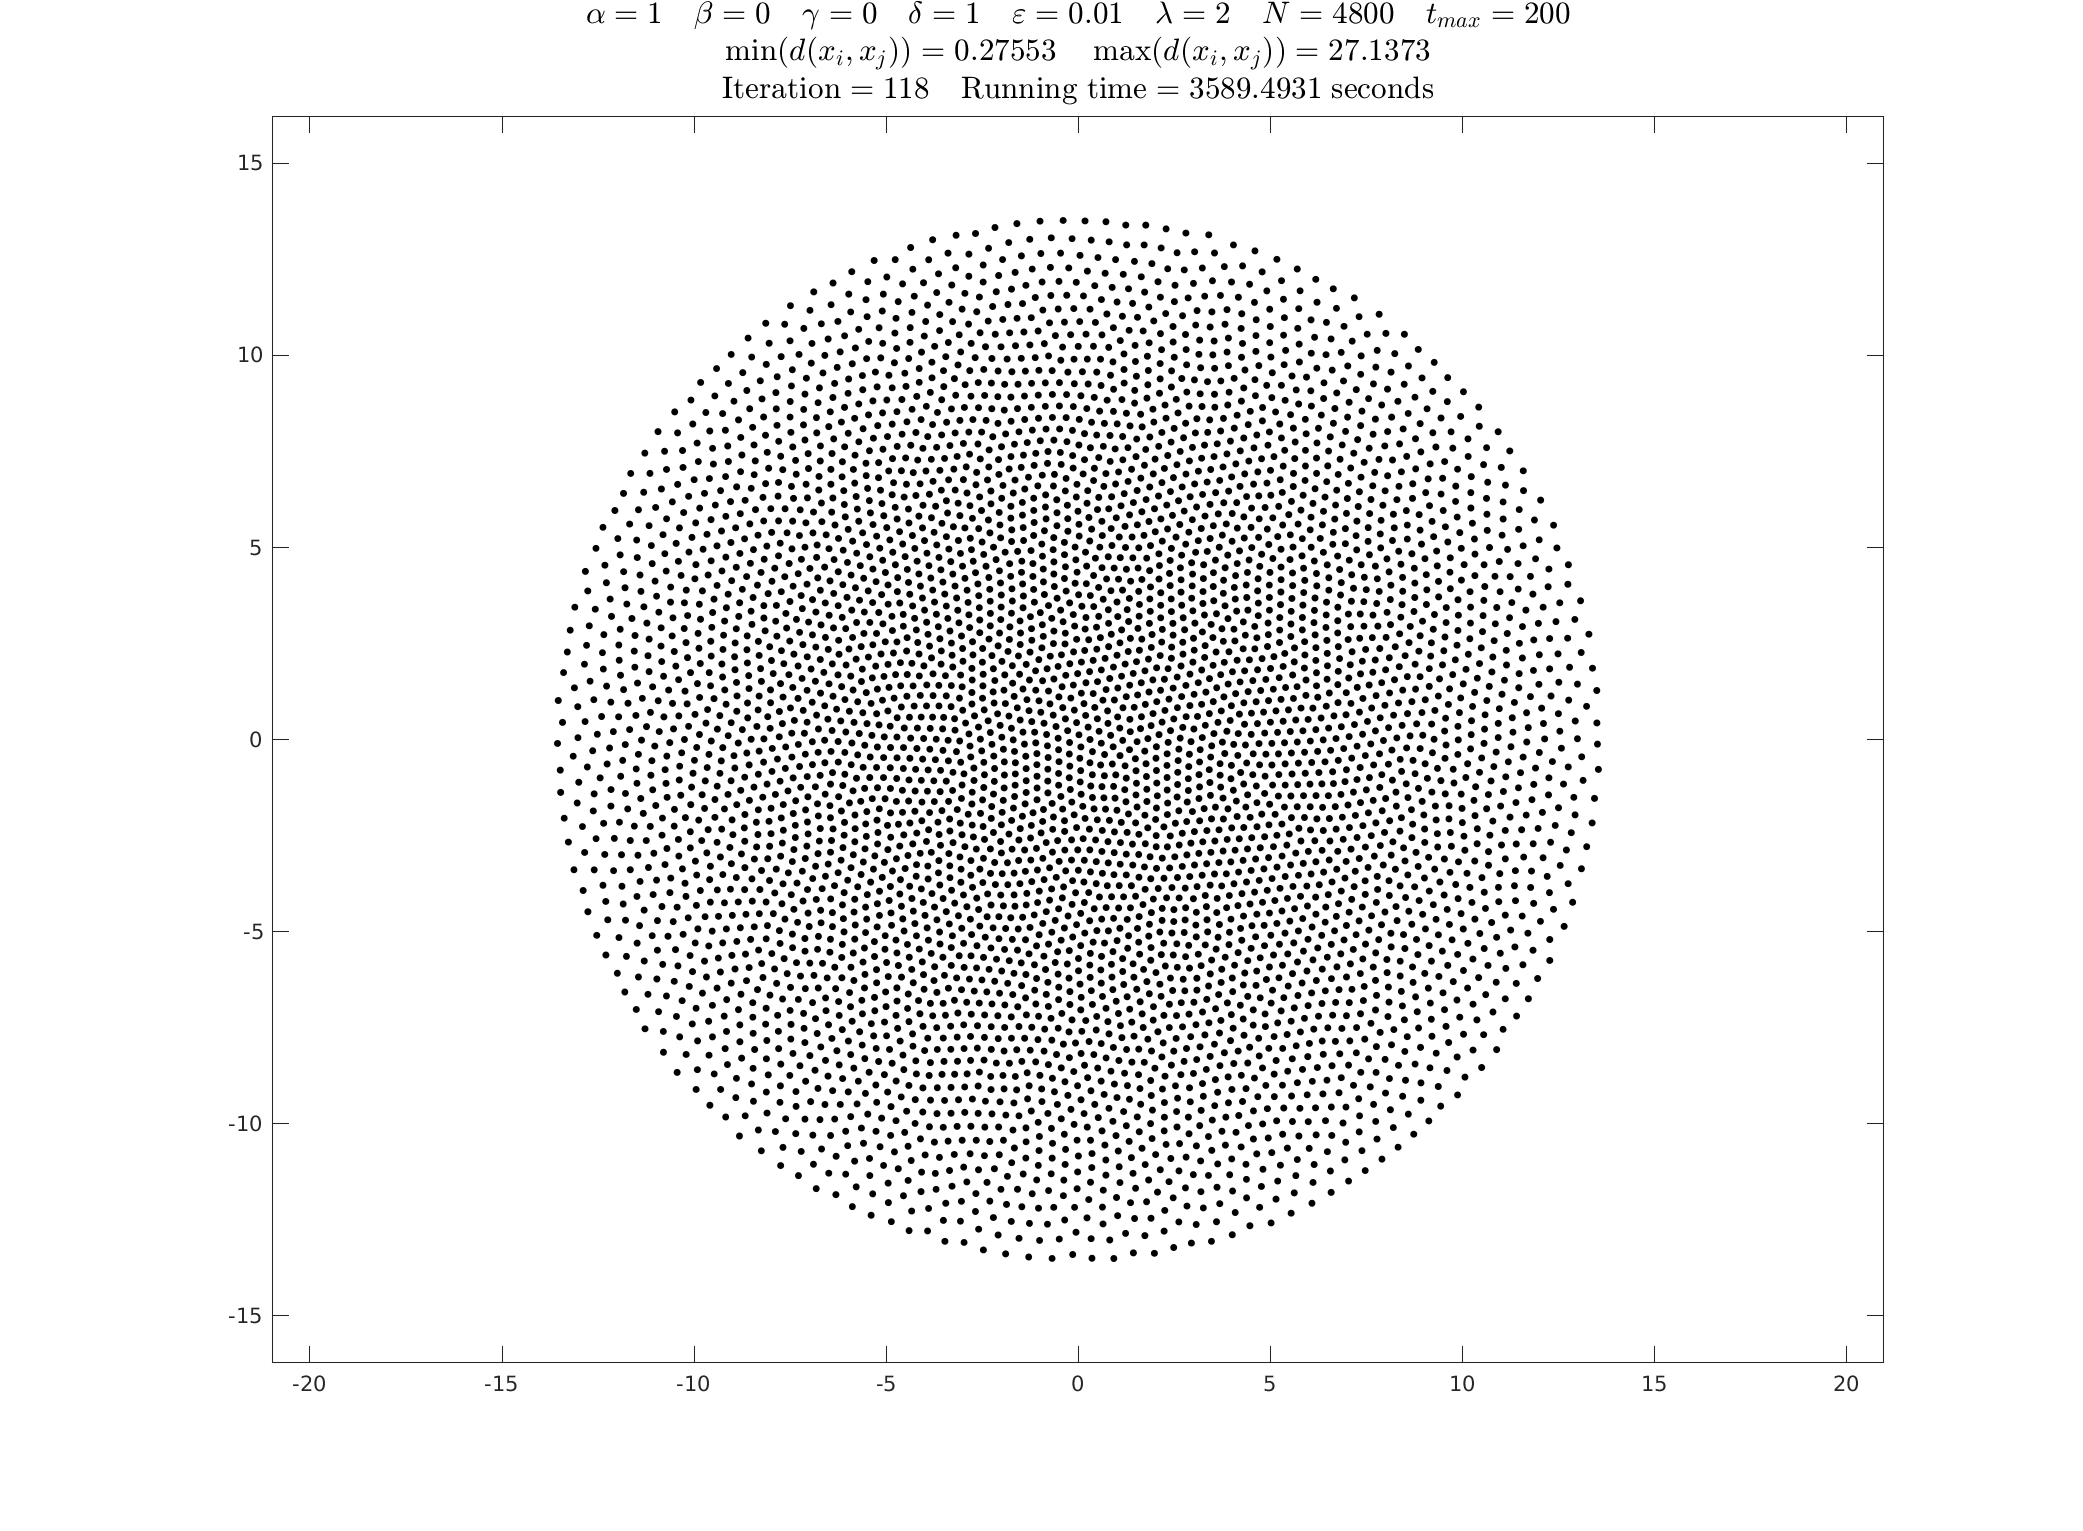 α = 1 β = 0 γ = 0 δ = 1 ε = 0.01 λ = 2 N = 4800 t_{max} = 200
min(d(x_i, x_j)) = 0.27553 max(d(x_i, x_j)) = 27.1373
Iteration = 118 Running time = 3589.4931 seconds
15
10
5
0
-5
-10
-15
-20 -15 -10 -5 0 5 10 15 20